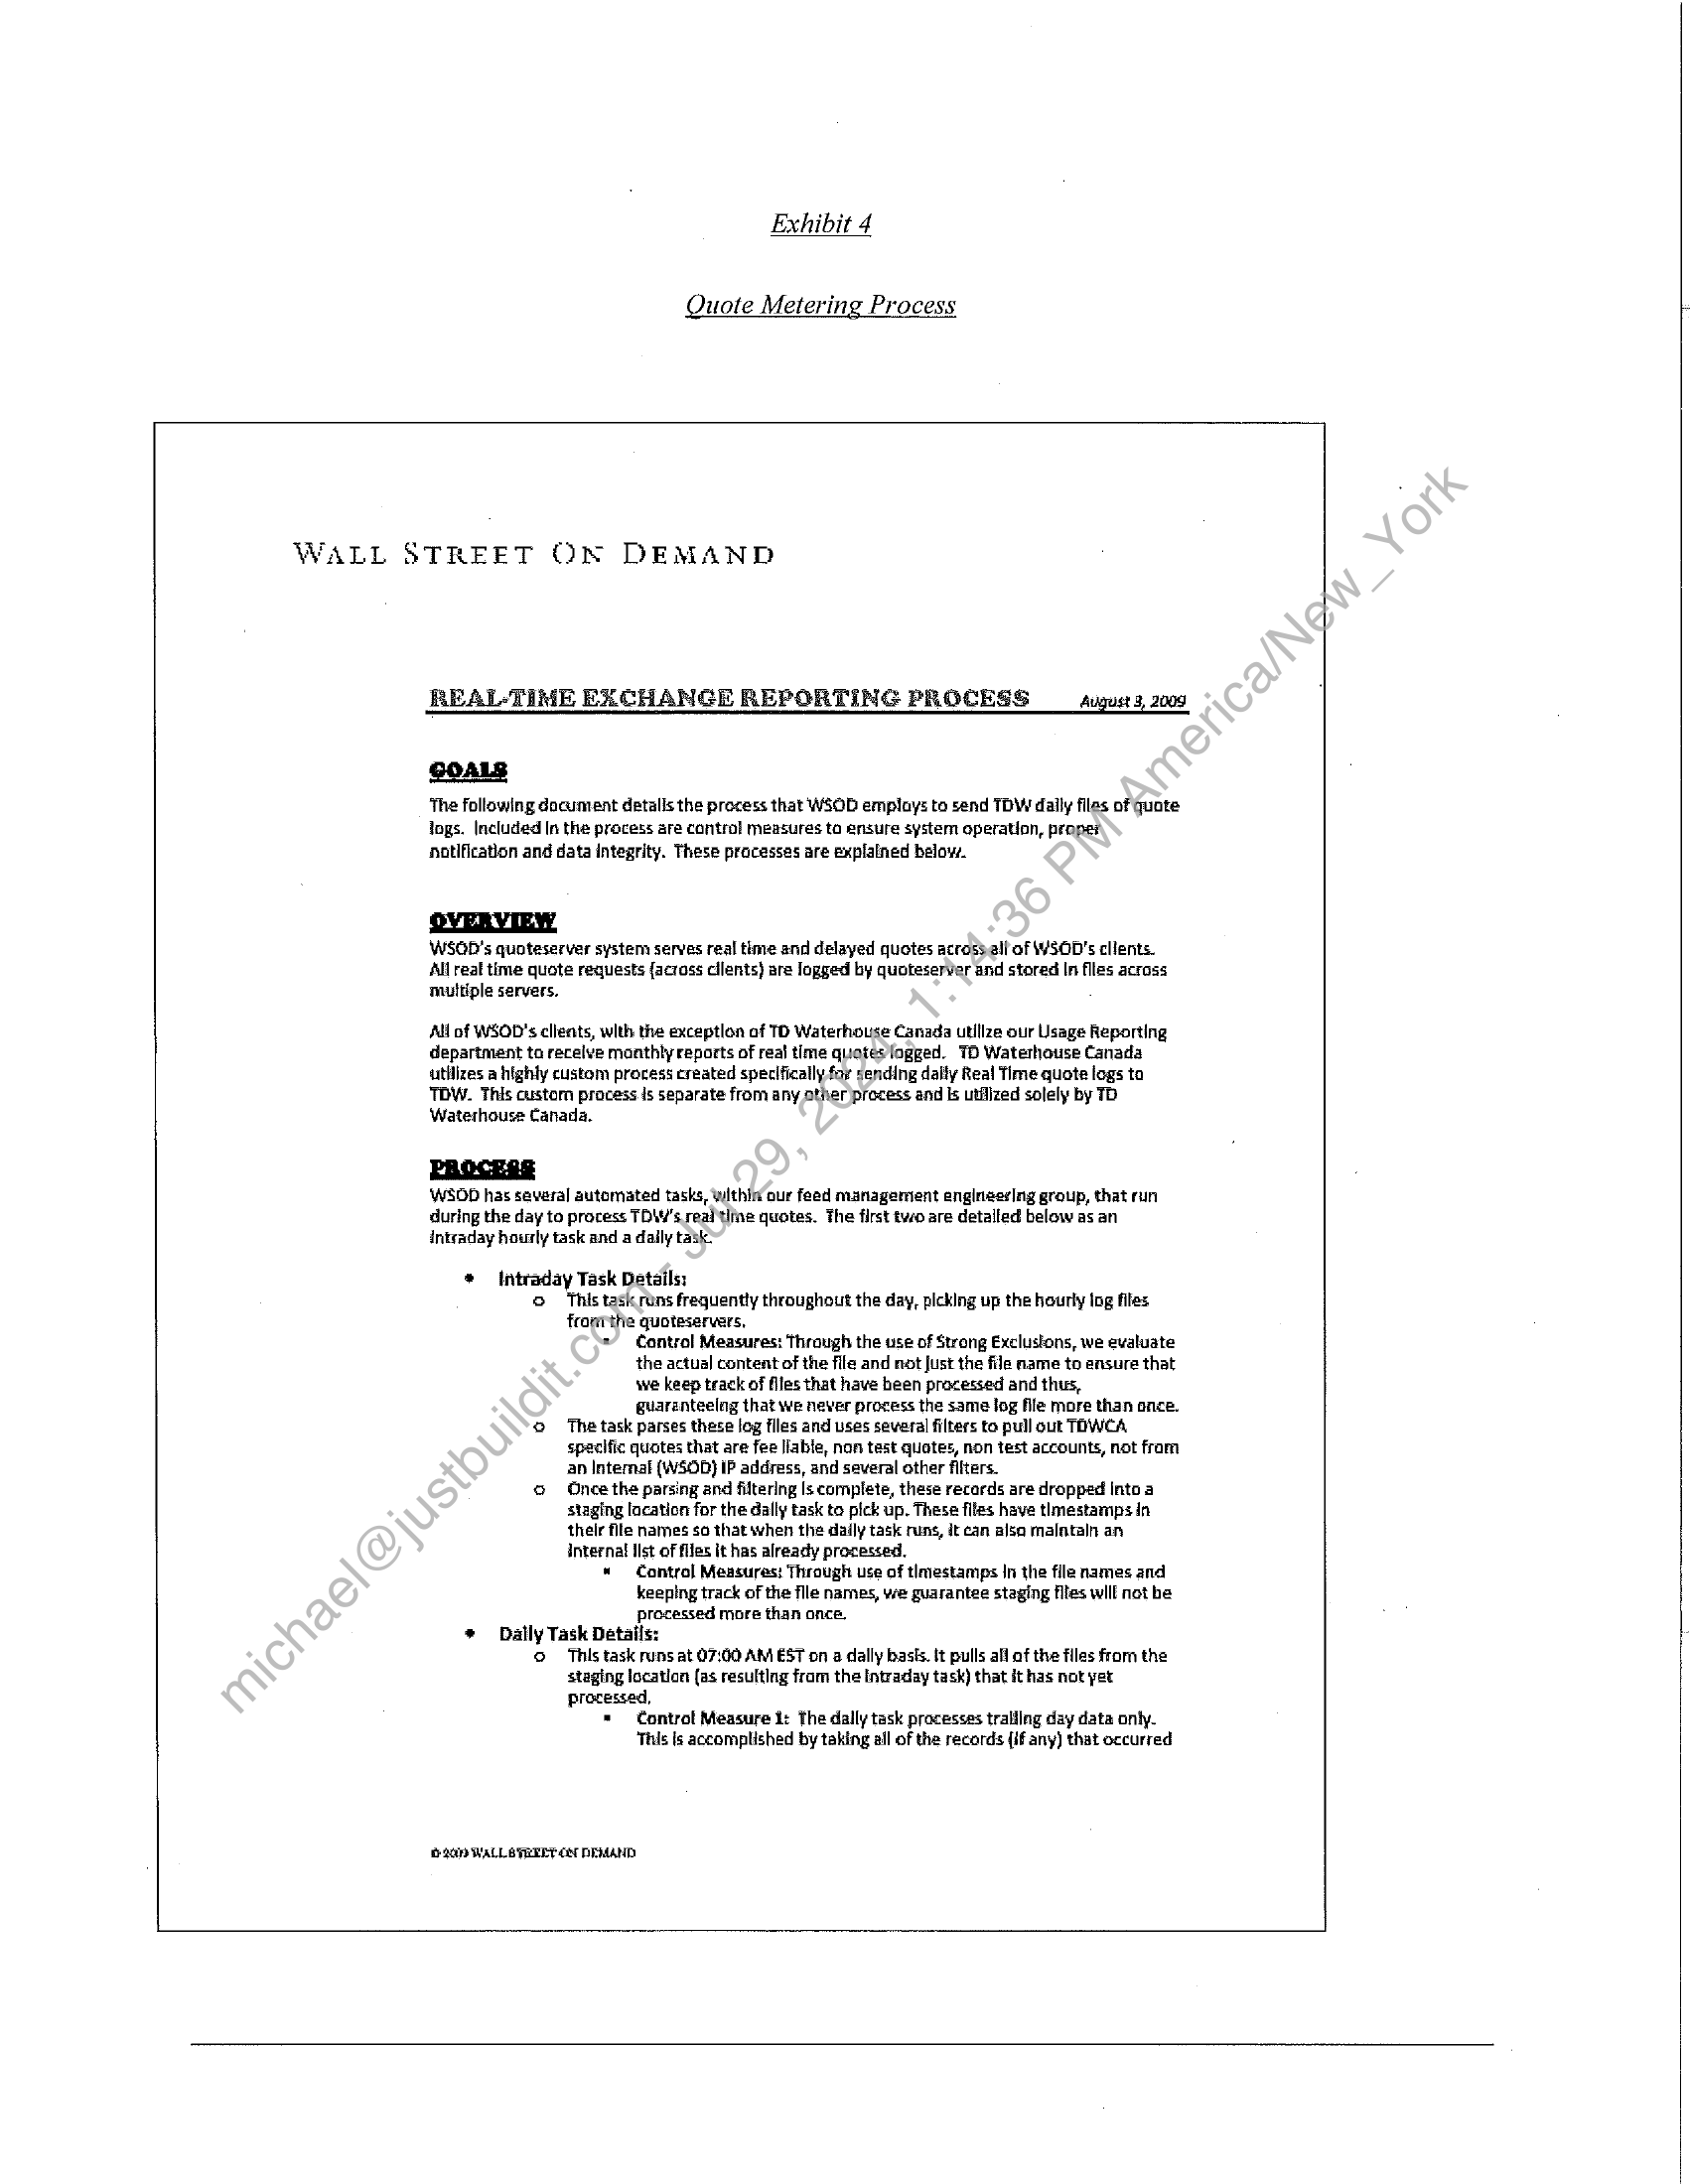 Exhibit 4
Quote Metering Process
WALL STREET ON DEMAND
REAL-TIME EXCHANGE REPORTING PROCESS August 3, 2009
GOALS
The following document details the process that WSOD employs to send TDW daily files of quote
logs. Included in the process are control measures to ensure system operation, proper
notification and data integrity. These processes are explained below.
OVERVIEW
WSOD's quoteserver system serves real time and delayed quotes across all of WSOD's clients.
All real time quote requests (across clients) are logged by quoteserver and stored in files across
multiple servers.
All of WSOD's clients, with the exception of TD Waterhouse Canada utilize our Usage Reporting
department to receive monthly reports of real time quotes logged. TD Waterhouse Canada
utilizes a highly custom process created specifically for sending daily Real Time quote logs to
TDW. This custom process is separate from any other process and is utilized solely by TD
Waterhouse Canada.
PROCESS
WSOD has several automated tasks, within our feed management engineering group, that run
during the day to process TDW's real time quotes. The first two are detailed below as an
intraday hourly task and a daily task.
• Intraday Task Details:
o This task runs frequently throughout the day, picking up the hourly log files
from the quoteservers.
▪ Control Measures: Through the use of Strong Exclusions, we evaluate
the actual content of the file and not just the file name to ensure that
we keep track of files that have been processed and thus,
guaranteeing that we never process the same log file more than once.
o The task parses these log files and uses several filters to pull out TDWCA
specific quotes that are fee liable, non test quotes, non test accounts, not from
an internal (WSOD) IP address, and several other filters.
o Once the parsing and filtering is complete, these records are dropped into a
staging location for the daily task to pick up. These files have timestamps in
their file names so that when the daily task runs, it can also maintain an
internal list of files it has already processed.
▪ Control Measures: Through use of timestamps in the file names and
keeping track of the file names, we guarantee staging files will not be
processed more than once.
• Daily Task Details:
o This task runs at 07:00 AM EST on a daily basis. It pulls all of the files from the
staging location (as resulting from the intraday task) that it has not yet
processed.
▪ Control Measure 1: The daily task processes trailing day data only.
This is accomplished by taking all of the records (if any) that occurred
© 2009 WALL STREET ON DEMAND
michael@justbuildit.com - Jul 29, 2024, 1:14:36 PM America/New_York